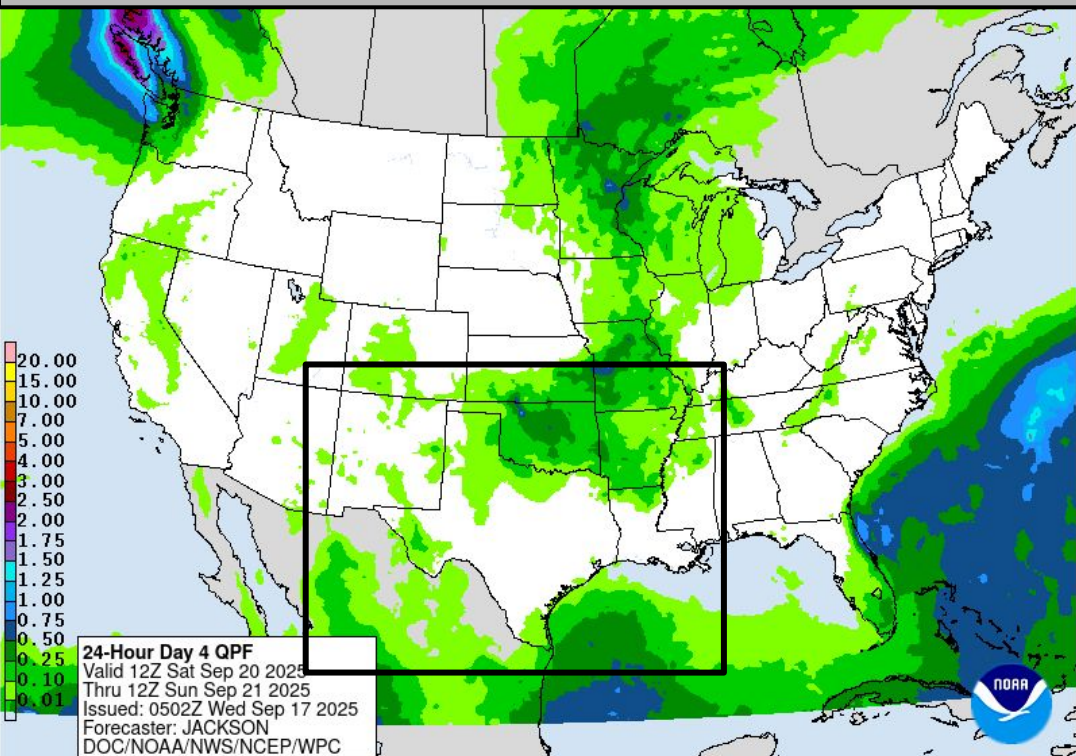 20.00
15.00
10.00
7.00
5.00
4.00
3.00
2.50
2.00
1.75
1.50
1.25
1.00
0.75
0.50
0.25
0.10
0.01
24-Hour Day 4 QPF
Valid 12Z Sat Sep 20 2025
Thru 12Z Sun Sep 21 2025
Issued: 0502Z Wed Sep 17 2025
Forecaster: JACKSON
DOC/NOAA/NWS/NCEP/WPC
NOAA